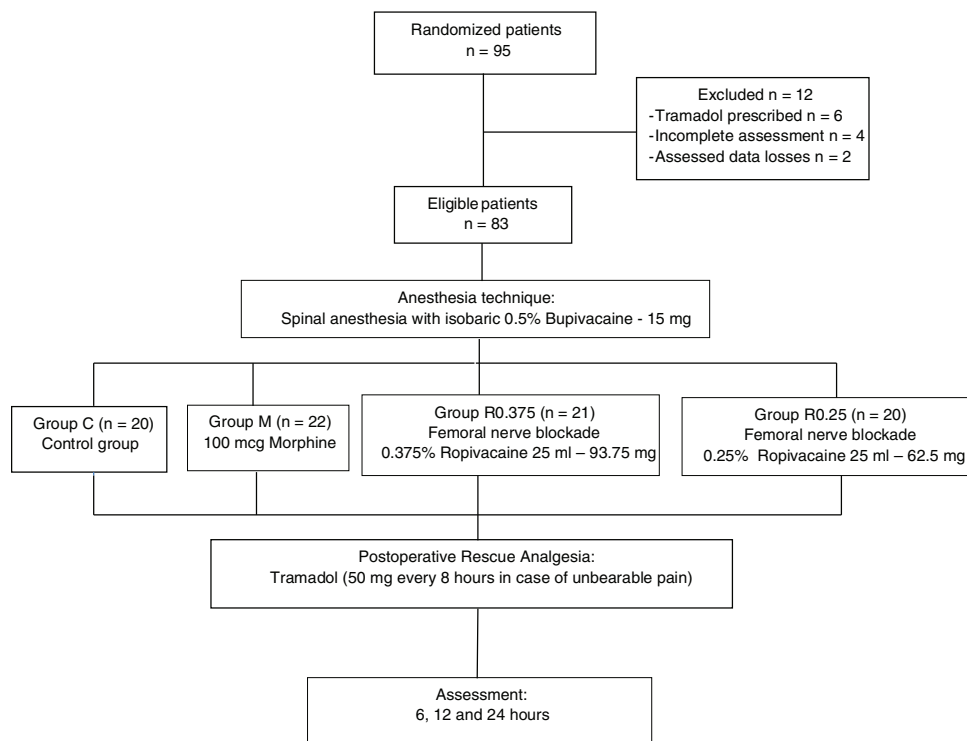 Randomized patients
n = 95
Excluded n = 12
-Tramadol prescribed n = 6
-Incomplete assessment n = 4
-Assessed data losses n = 2
Eligible patients
n = 83
Anesthesia technique:
Spinal anesthesia with isobaric 0.5% Bupivacaine - 15 mg
Group C (n = 20)
Control group
Group M (n = 22)
100 mcg Morphine
Group R0.375 (n = 21)
Femoral nerve blockade
0.375% Ropivacaine 25 ml – 93.75 mg
Group R0.25 (n = 20)
Femoral nerve blockade
0.25% Ropivacaine 25 ml – 62.5 mg
Postoperative Rescue Analgesia:
Tramadol (50 mg every 8 hours in case of unbearable pain)
Assessment:
6, 12 and 24 hours